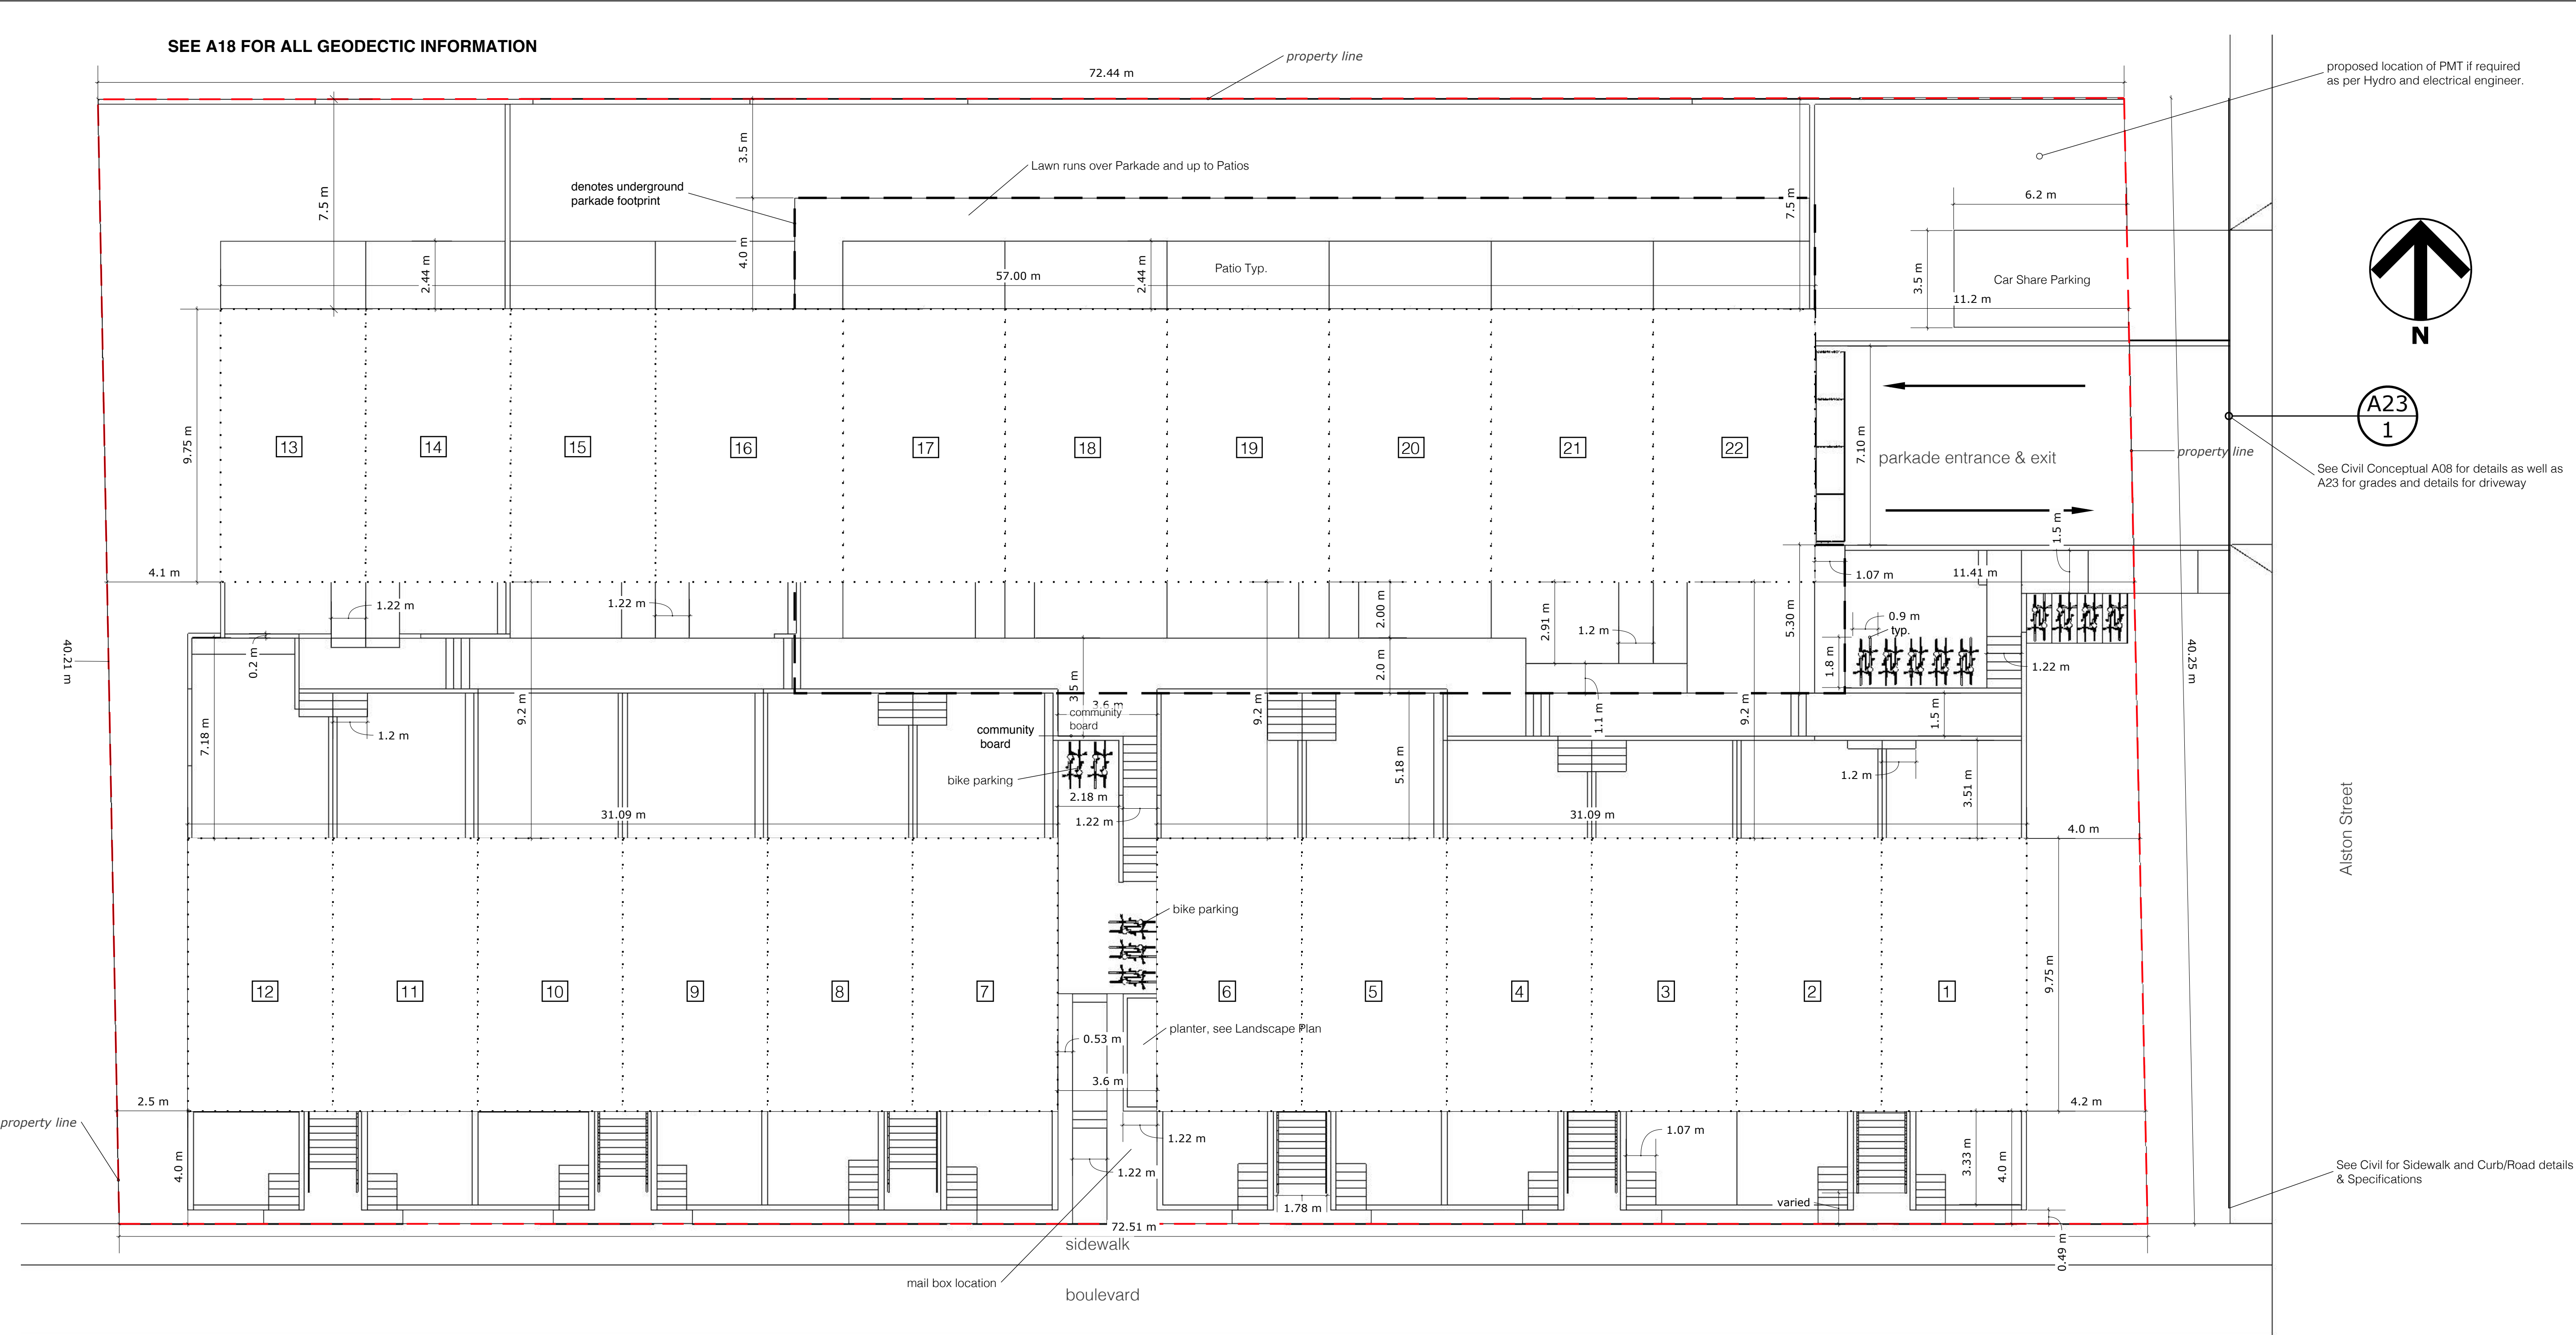 SEE A18 FOR ALL GEODECTIC INFORMATION
property line
72.44 m
proposed location of PMT if required
as per Hydro and electrical engineer.
3.5 m
Lawn runs over Parkade and up to Patios
denotes underground
parkade footprint
7.5 m
7.5 m
6.2 m
4.0 m
2.44 m
57.00 m
2.44 m
Patio Typ.
3.5 m
Car Share Parking
11.2 m
N
A23
1
9.75 m
13
14
15
16
17
18
19
20
21
22
7.10 m
parkade entrance & exit
property line
See Civil Conceptual A08 for details as well as
A23 for grades and details for driveway
1.5 m
4.1 m
1.07 m
11.41 m
1.22 m
1.22 m
2.00 m
2.91 m
1.2 m
5.30 m
0.9 m
typ.
40.21 m
0.2 m
3.5 m
2.0 m
1.8 m
1.22 m
40.25 m
7.18 m
9.2 m
3.6 m
9.2 m
1.1 m
9.2 m
1.5 m
1.2 m
community
board
community
board
bike parking
5.18 m
1.2 m
3.51 m
2.18 m
31.09 m
1.22 m
31.09 m
4.0 m
Alston Street
bike parking
12
11
10
9
8
7
6
5
4
3
2
1
9.75 m
planter, see Landscape Plan
0.53 m
3.6 m
2.5 m
4.2 m
property line
1.22 m
1.07 m
4.0 m
1.22 m
3.33 m
4.0 m
See Civil for Sidewalk and Curb/Road details
& Specifications
1.78 m
varied
72.51 m
sidewalk
0.49 m
mail box location
boulevard